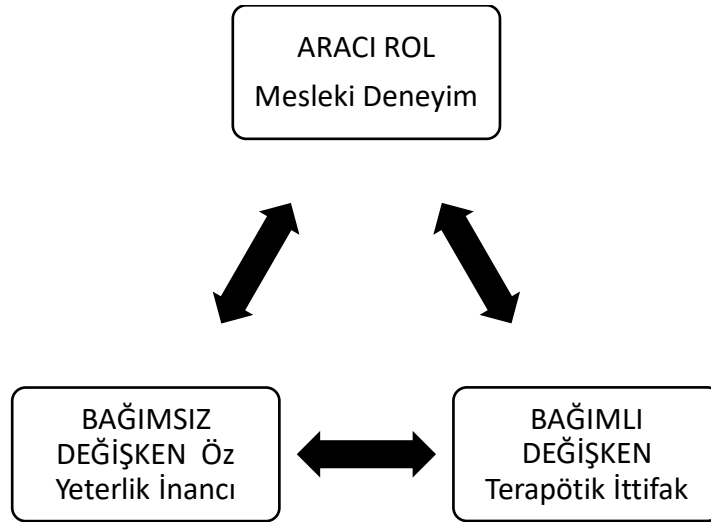 ARACI ROL
Mesleki Deneyim
BAĞIMSIZ
DEĞİŞKEN Öz
Yeterlik İnancı
BAĞIMLI
DEĞİŞKEN
Terapötik İttifak